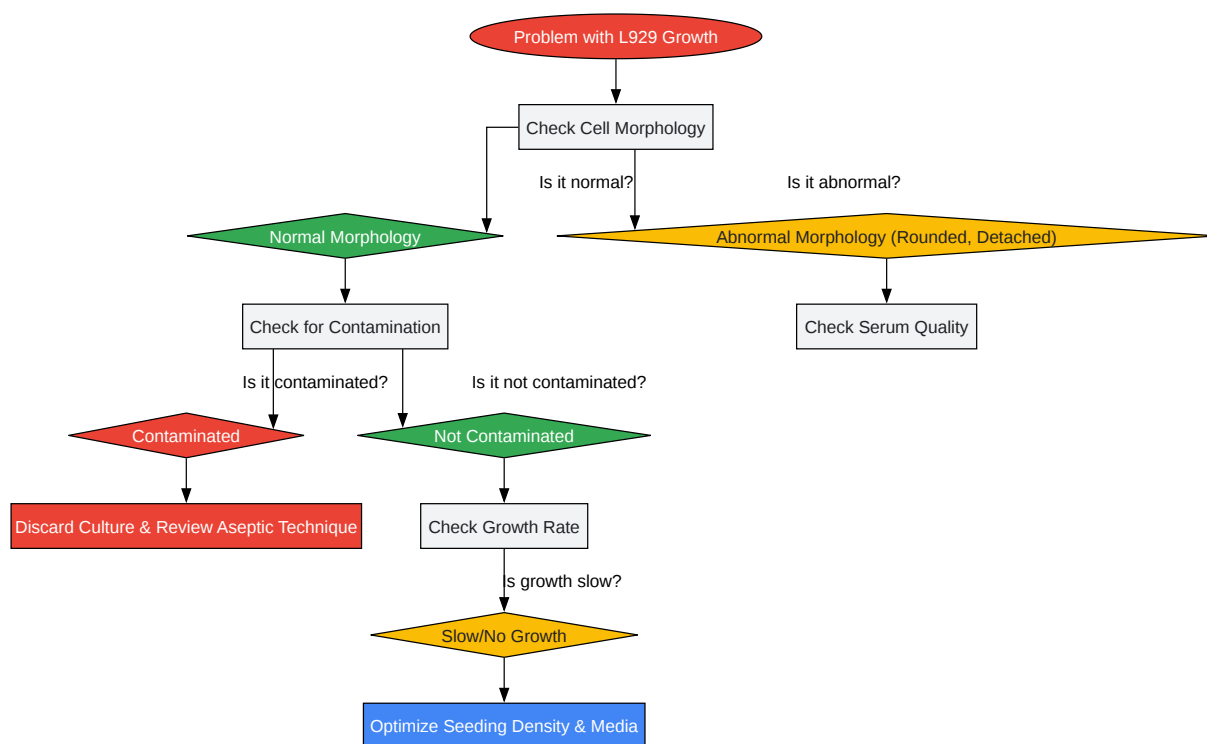 Problem with L929 Growth
Check Cell Morphology
Is it normal?
Is it abnormal?
Normal Morphology
Abnormal Morphology (Rounded, Detached)
Check for Contamination
Check Serum Quality
Is it contaminated?
Is it not contaminated?
Contaminated
Not Contaminated
Discard Culture & Review Aseptic Technique
Check Growth Rate
Is growth slow?
Slow/No Growth
Optimize Seeding Density & Media